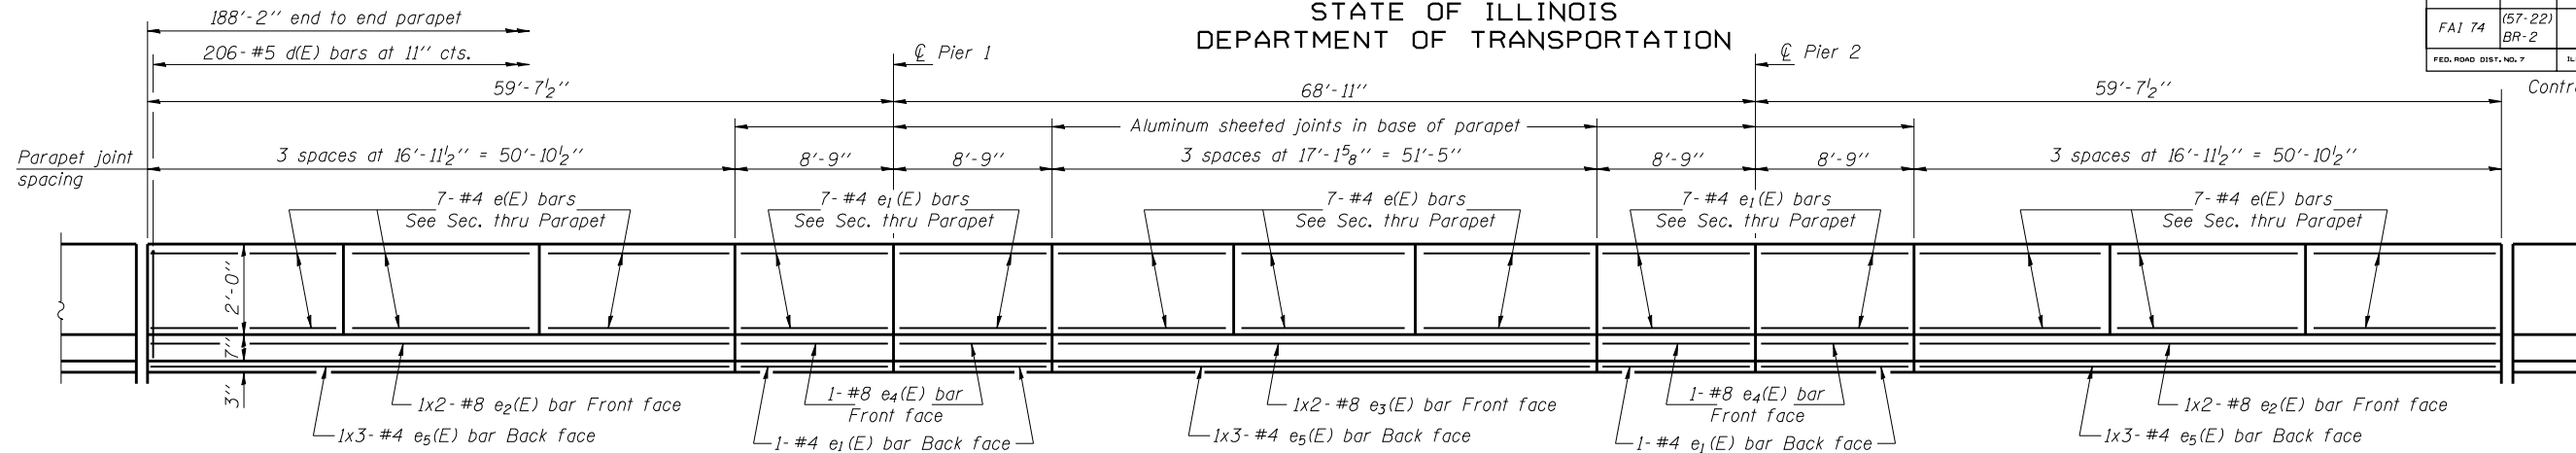 STATE OF ILLINOIS
DEPARTMENT OF TRANSPORTATION
FAI 74
(57-22)
BR-2
FED. ROAD DIST. NO. 7
IL
Contr
188'-2'' end to end parapet
206- #5 d(E) bars at 11'' cts.
℄ Pier 1
℄ Pier 2
59'-7½''
68'-11''
59'-7½''
Aluminum sheeted joints in base of parapet
Parapet joint
spacing
3 spaces at 16'-11½'' = 50'-10½''
8'-9''
8'-9''
3 spaces at 17'-1⅝'' = 51'-5''
8'-9''
8'-9''
3 spaces at 16'-11½'' = 50'-10½''
7- #4 e(E) bars
See Sec. thru Parapet
7- #4 e₁(E) bars
See Sec. thru Parapet
7- #4 e(E) bars
See Sec. thru Parapet
7- #4 e₁(E) bars
See Sec. thru Parapet
7- #4 e(E) bars
See Sec. thru Parapet
2'-0''
7''
3''
1x2- #8 e₂(E) bar Front face
1x3- #4 e₅(E) bar Back face
1- #8 e₄(E) bar
Front face
1- #4 e₁(E) bar Back face
1x2- #8 e₃(E) bar Front face
1x3- #4 e₅(E) bar Back face
1- #8 e₄(E) bar
Front face
1- #4 e₁(E) bar Back face
1x2- #8 e₂(E) bar Front face
1x3- #4 e₅(E) bar Back face